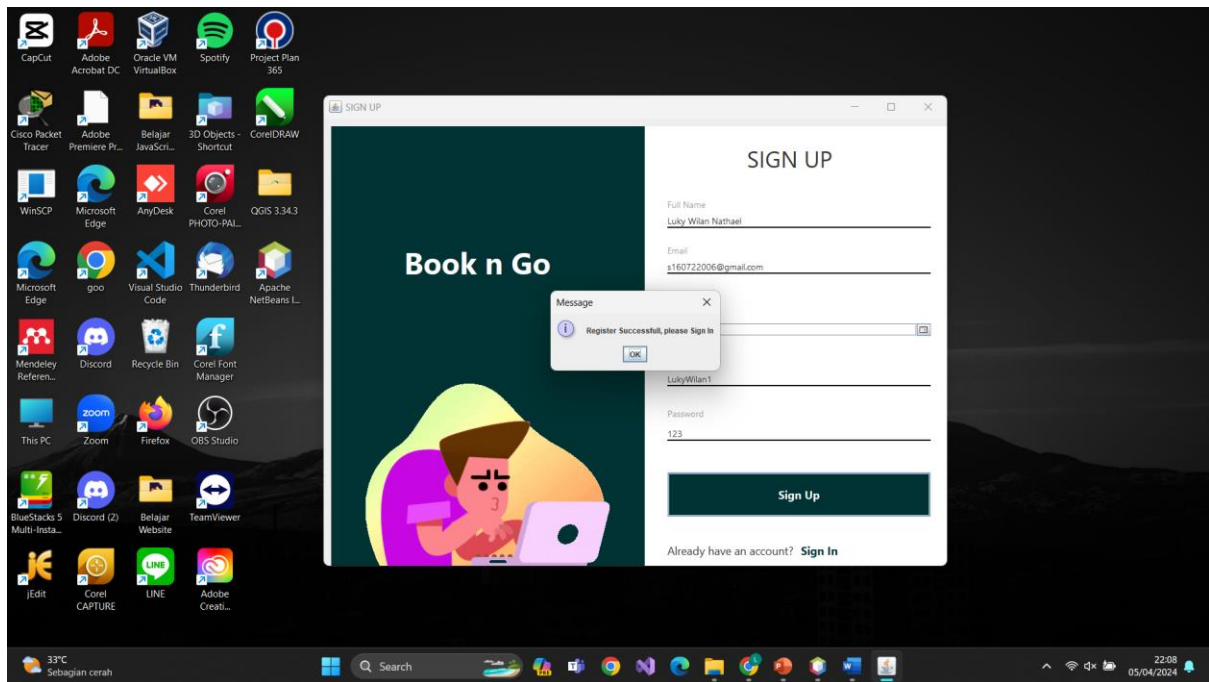 CapCut
Adobe
Acrobat DC
Oracle VM
VirtualBox
Spotify
Project Plan
365
Cisco Packet
Tracer
Adobe
Premiere Pr...
Belajar
JavaScri...
3D Objects -
Shortcut
CorelDRAW
WinSCP
Microsoft
Edge
AnyDesk
Corel
PHOTO-PAI...
QGIS 3.34.3
Microsoft
Edge
goo
Visual Studio
Code
Thunderbird
Apache
NetBeans I...
Mendeley
Referen...
Discord
Recycle Bin
Corel Font
Manager
This PC
zoom
Zoom
Firefox
OBS Studio
BlueStacks 5
Multi-Insta...
Discord (2)
Belajar
Website
TeamViewer
jEdit
Corel
CAPTURE
LINE
LINE
Adobe
Creati...
SIGN UP
Book n Go
SIGN UP
Full Name
Luky Wilan Nathael
Email
s160722006@gmail.com
Message
Register Successfull, please Sign In
OK
LukyWilan1
Password
123
Sign Up
Already have an account? Sign In
33°C
Sebagian cerah
Search
22:08
05/04/2024